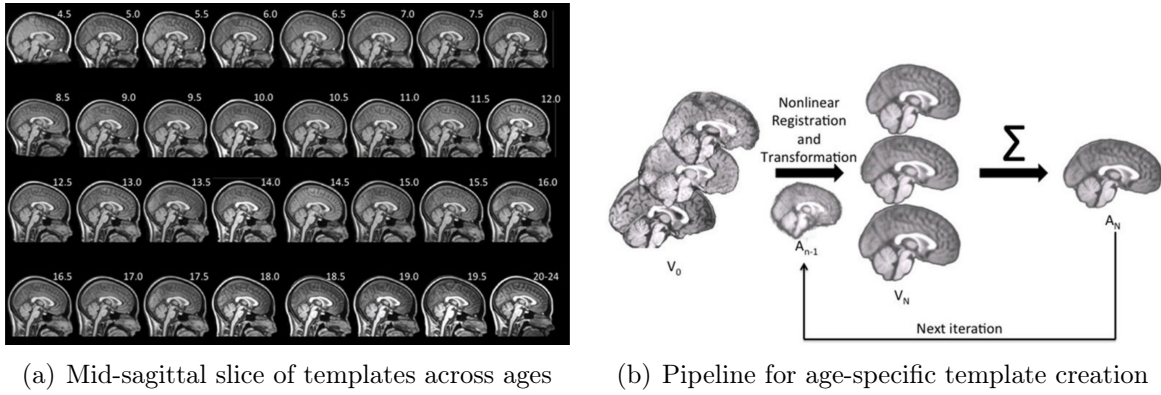 4.5 5.0 5.5 6.0 6.5 7.0 7.5 8.0
8.5 9.0 9.5 10.0 10.5 11.0 11.5 12.0
12.5 13.0 13.5 14.0 14.5 15.0 15.5 16.0
16.5 17.0 17.5 18.0 18.5 19.0 19.5 20-24
(a) Mid-sagittal slice of templates across ages
Nonlinear
Registration
and
Transformation
Σ
A_{n-1}
A_N
V_0
V_N
Next iteration
(b) Pipeline for age-specific template creation